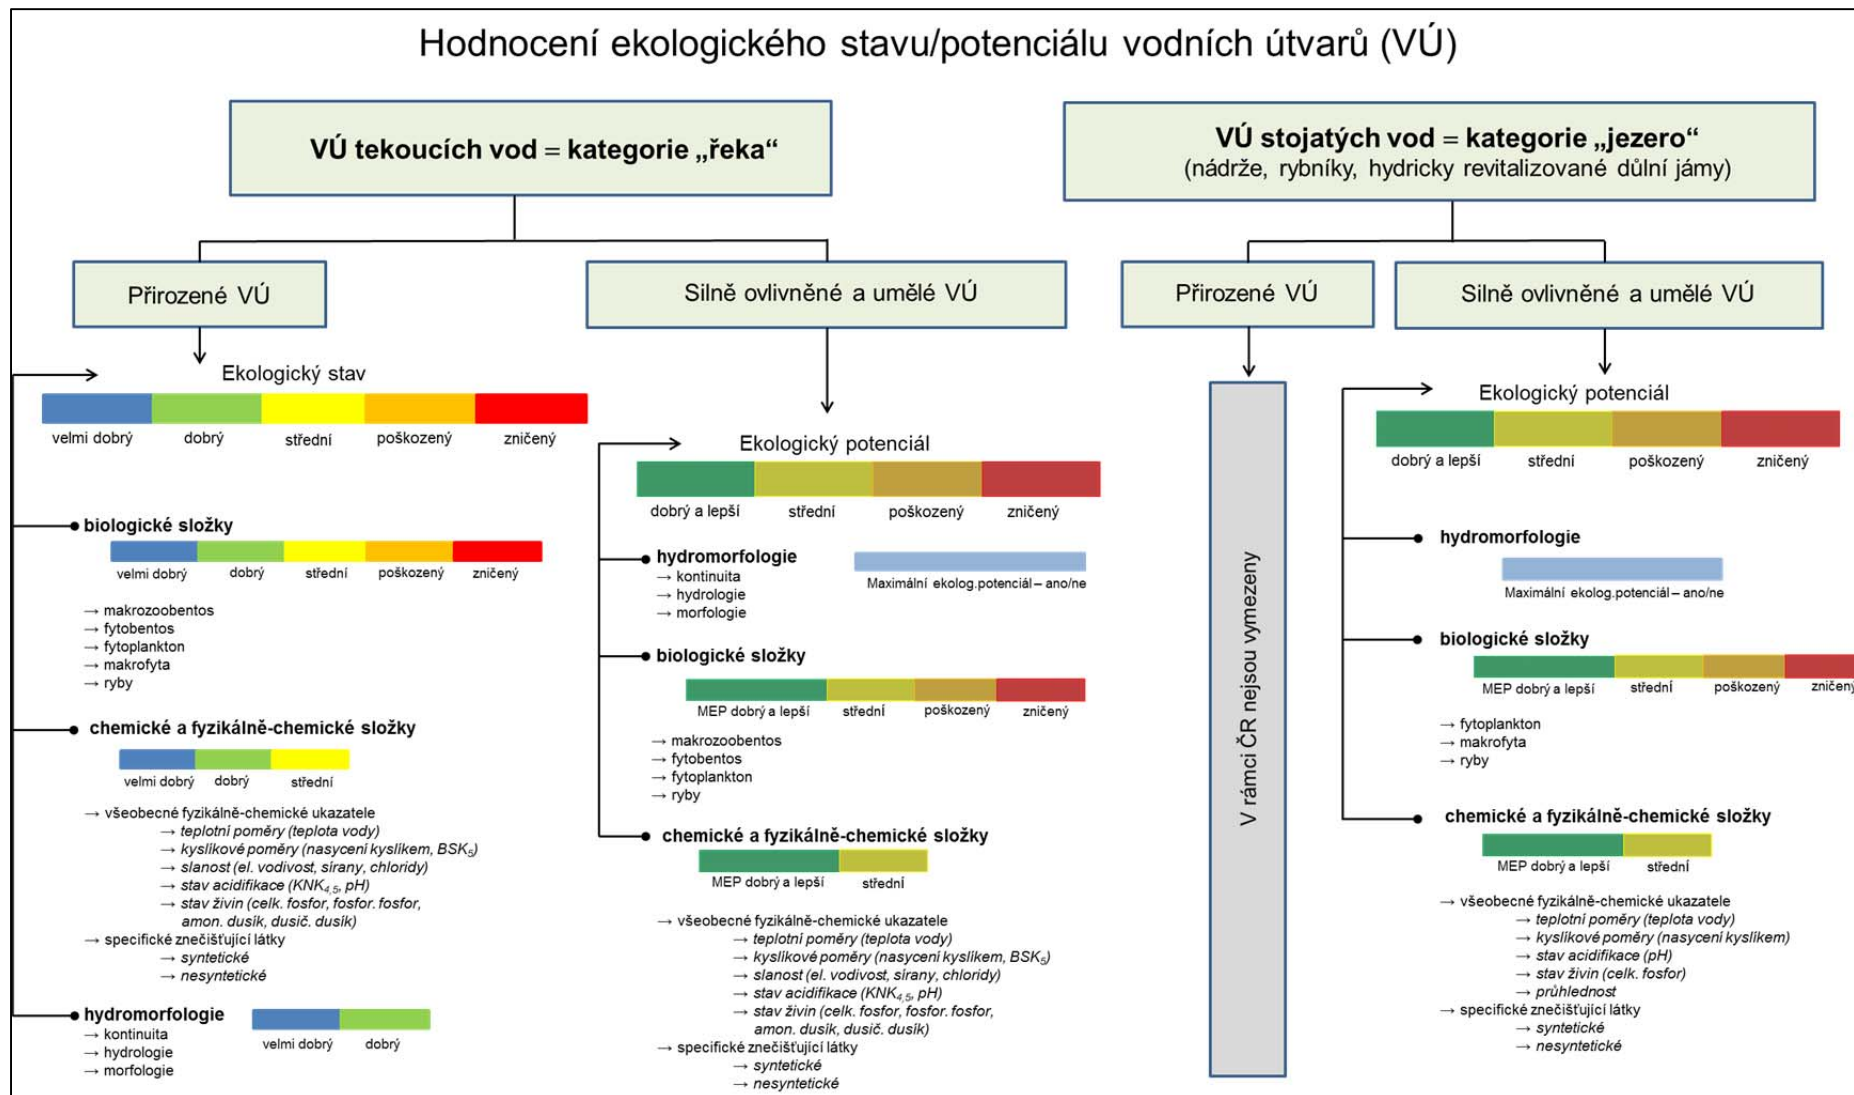 Hodnocení ekologického stavu/potenciálu vodních útvarů (VÚ)
VÚ tekoucích vod = kategorie „řeka“
Přirozené VÚ
Ekologický stav
velmi dobrý dobrý střední poškozený zničený
biologické složky
velmi dobrý dobrý střední poškozený zničený
→ makrozoobentos
→ fytobentos
→ fytoplankton
→ makrofyta
→ ryby
chemické a fyzikálně-chemické složky
velmi dobrý dobrý střední
→ všeobecné fyzikálně-chemické ukazatele
→ teplotní poměry (teplota vody)
→ kyslíkové poměry (nasycení kyslíkem, BSK₅)
→ slanost (el. vodivost, sírany, chloridy)
→ stav acidifikace (KNK₄,₅, pH)
→ stav živin (celk. fosfor, fosfor. fosfor,
amon. dusík, dusič. dusík)
→ specifické znečišťující látky
→ syntetické
→ nesyntetické
hydromorfologie
velmi dobrý dobrý
→ kontinuita
→ hydrologie
→ morfologie
Silně ovlivněné a umělé VÚ
Ekologický potenciál
dobrý a lepší střední poškozený zničený
hydromorfologie
→ kontinuita
→ hydrologie
→ morfologie
Maximální ekolog.potenciál – ano/ne
biologické složky
MEP dobrý a lepší střední poškozený zničený
→ makrozoobentos
→ fytobentos
→ fytoplankton
→ ryby
chemické a fyzikálně-chemické složky
MEP dobrý a lepší střední
→ všeobecné fyzikálně-chemické ukazatele
→ teplotní poměry (teplota vody)
→ kyslíkové poměry (nasycení kyslíkem, BSK₅)
→ slanost (el. vodivost, sírany, chloridy)
→ stav acidifikace (KNK₄,₅, pH)
→ stav živin (celk. fosfor, fosfor. fosfor,
amon. dusík, dusič. dusík)
→ specifické znečišťující látky
→ syntetické
→ nesyntetické
VÚ stojatých vod = kategorie „jezero“
(nádrže, rybníky, hydricky revitalizované důlní jámy)
Přirozené VÚ
V rámci ČR nejsou vymezeny
Silně ovlivněné a umělé VÚ
Ekologický potenciál
dobrý a lepší střední poškozený zničený
hydromorfologie
Maximální ekolog.potenciál – ano/ne
biologické složky
MEP dobrý a lepší střední poškozený zničený
→ fytoplankton
→ makrofyta
→ ryby
chemické a fyzikálně-chemické složky
MEP dobrý a lepší střední
→ všeobecné fyzikálně-chemické ukazatele
→ teplotní poměry (teplota vody)
→ kyslíkové poměry (nasycení kyslíkem)
→ stav acidifikace (pH)
→ stav živin (celk. fosfor)
→ průhlednost
→ specifické znečišťující látky
→ syntetické
→ nesyntetické